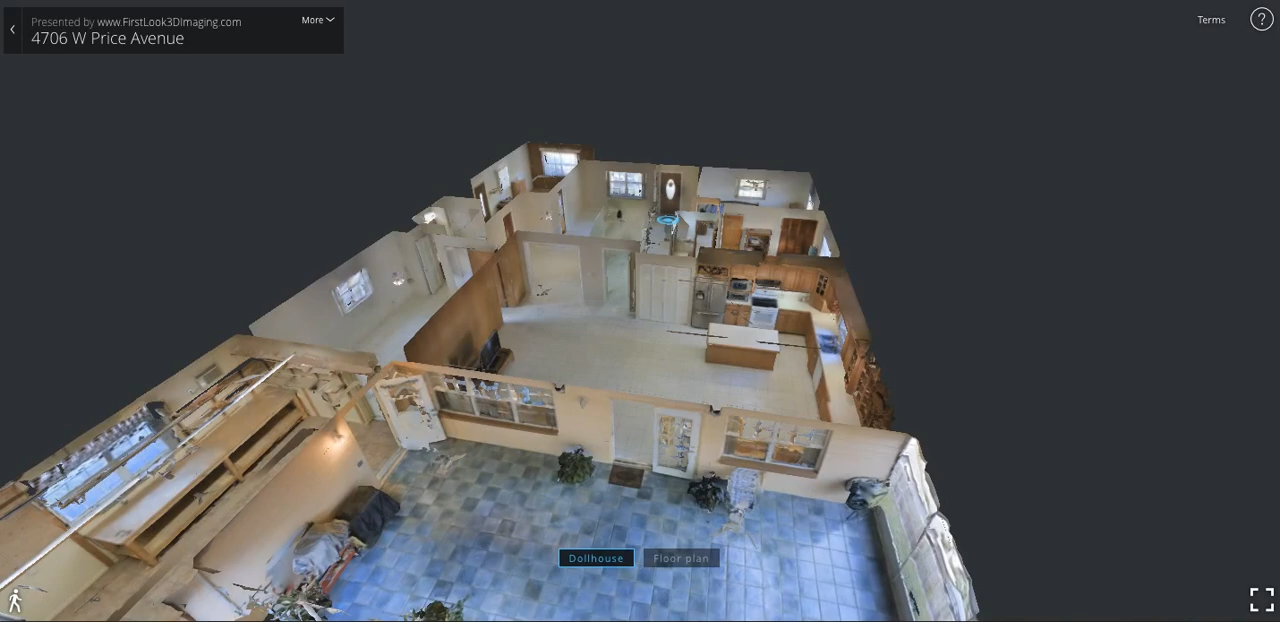 Presented by www.FirstLook3DImaging.com
More
4706 W Price Avenue
Terms
?
Dollhouse
Floor plan